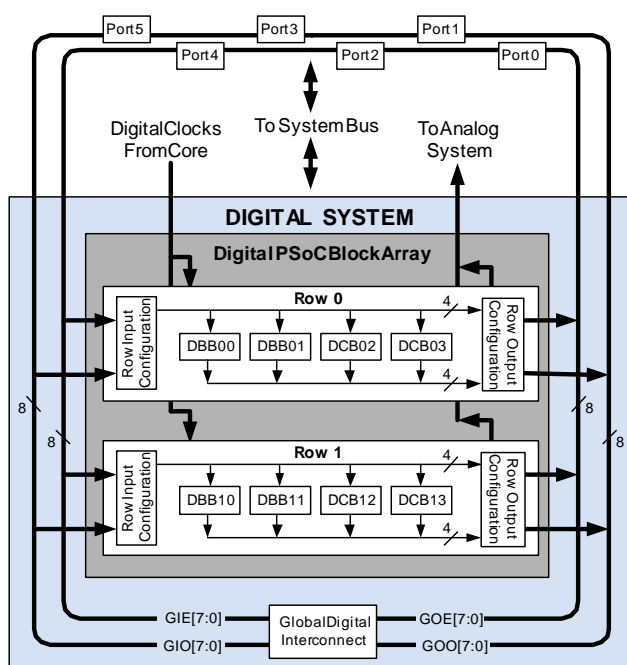 Port5
Port3
Port1
Port4
Port2
Port0
DigitalClocks
FromCore
ToSystemBus
ToAnalog
System
DIGITAL SYSTEM
DigitalPSoCBlockArray
Row 0
4
Row Input
Configuration
DBB00
DBB01
DCB02
DCB03
Row Output
Configuration
4
8
8
8
8
Row 1
4
Row Input
Configuration
DBB10
DBB11
DCB12
DCB13
Row Output
Configuration
4
GIE[7:0]
GlobalDigital
Interconnect
GOE[7:0]
GIO[7:0]
GOO[7:0]